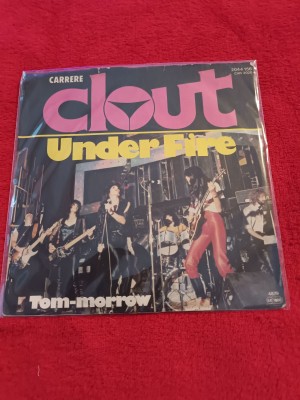 CARRERE
clout
Under Fire
Tom-morrow